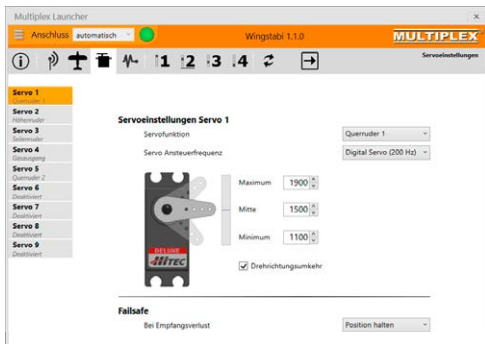 Multiplex Launcher
Anschluss automatisch Wingstabi 1.1.0 MULTIPLEX
1 2 3 4 Servoeinstellungen
Servo 1
Querruder 1
Servo 2
Höhenruder
Servo 3
Seitenruder
Servo 4
Gasausgang
Servo 5
Querruder 2
Servo 6
Deaktiviert
Servo 7
Deaktiviert
Servo 8
Deaktiviert
Servo 9
Deaktiviert
Servoeinstellungen Servo 1
Servofunktion Querruder 1
Servo Ansteuerfrequenz Digital Servo (200 Hz)
Maximum 1900
Mitte 1500
Minimum 1100
DELUXE
HITEC
Drehrichtungsumkehr
Failsafe
Bei Empfangsverlust Position halten